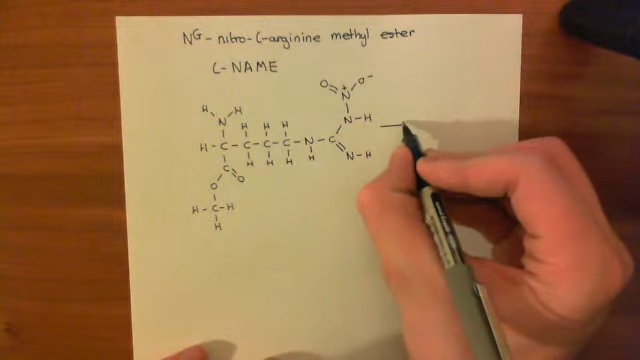 Nᴳ-nitro-L-arginine methyl ester
L-NAME
O O⁻
N⁺
H H
N H H H N-H
H-C-C-C-C-N-C
H H H H N-H
C
O O
H-C-H
H